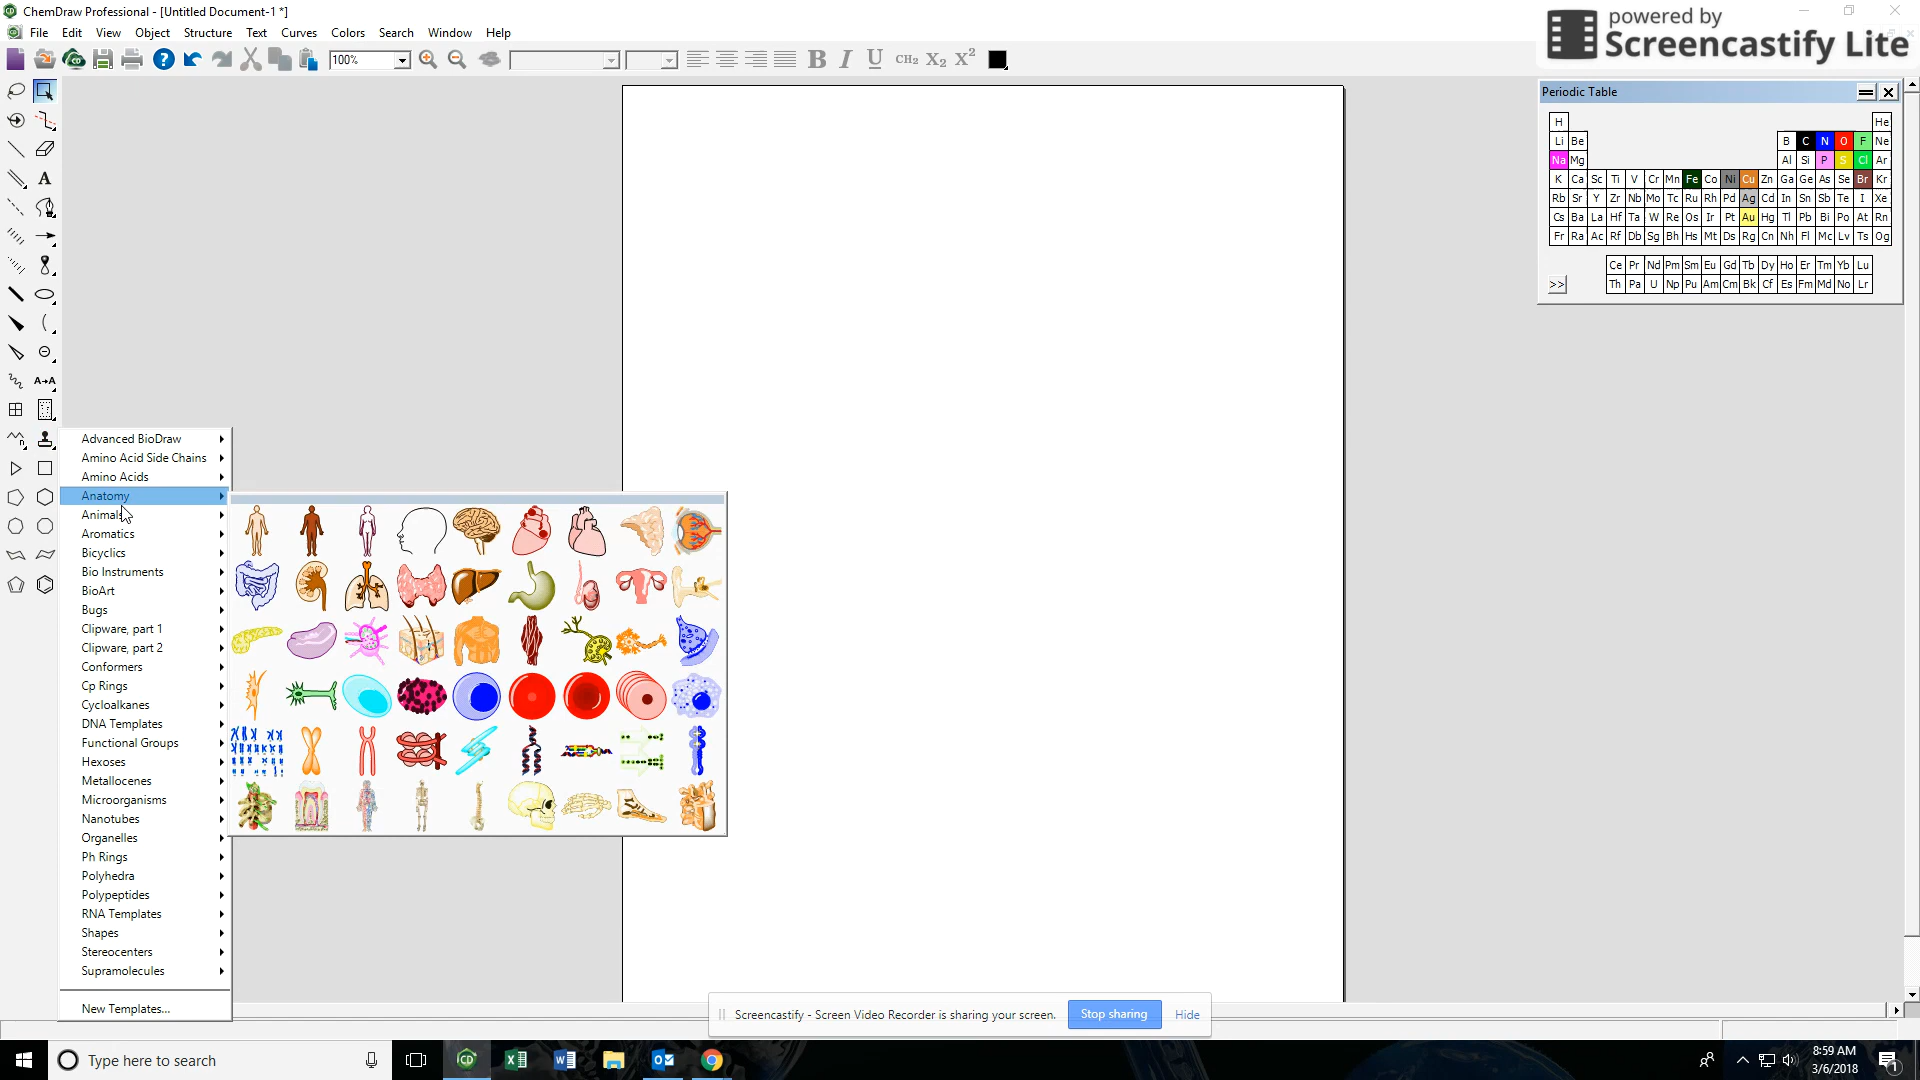 ChemDraw Professional - [Untitled Document-1 *]
File Edit View Object Structure Text Curves Colors Search Window Help
100%
B I U CH2 X2 X2
powered by
Screencastify Lite
A
A→A
Periodic Table
H He
Li Be B C N O F Ne
Na Mg Al Si P S Cl Ar
K Ca Sc Ti V Cr Mn Fe Co Ni Cu Zn Ga Ge As Se Br Kr
Rb Sr Y Zr Nb Mo Tc Ru Rh Pd Ag Cd In Sn Sb Te I Xe
Cs Ba La Hf Ta W Re Os Ir Pt Au Hg Tl Pb Bi Po At Rn
Fr Ra Ac Rf Db Sg Bh Hs Mt Ds Rg Cn Nh Fl Mc Lv Ts Og
Ce Pr Nd Pm Sm Eu Gd Tb Dy Ho Er Tm Yb Lu
>> Th Pa U Np Pu Am Cm Bk Cf Es Fm Md No Lr
Advanced BioDraw
Amino Acid Side Chains
Amino Acids
Anatomy
Animals
Aromatics
Bicyclics
Bio Instruments
BioArt
Bugs
Clipware, part 1
Clipware, part 2
Conformers
Cp Rings
Cycloalkanes
DNA Templates
Functional Groups
Hexoses
Metallocenes
Microorganisms
Nanotubes
Organelles
Ph Rings
Polyhedra
Polypeptides
RNA Templates
Shapes
Stereocenters
Supramolecules
New Templates...
Screencastify - Screen Video Recorder is sharing your screen. Stop sharing Hide
Type here to search
8:59 AM
3/6/2018
1